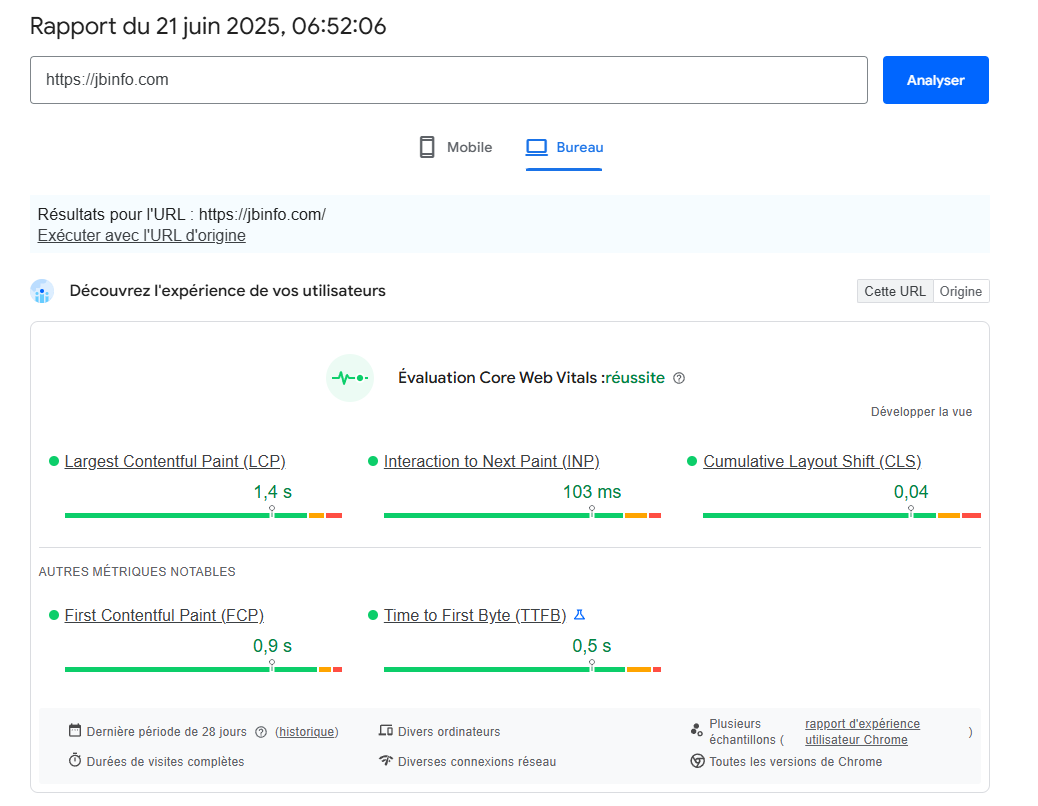 Rapport du 21 juin 2025, 06:52:06
https://jbinfo.com
Analyser
Mobile
Bureau
Résultats pour l'URL : https://jbinfo.com/
Exécuter avec l'URL d'origine
Découvrez l'expérience de vos utilisateurs
Cette URL
Origine
Évaluation Core Web Vitals :réussite
Développer la vue
Largest Contentful Paint (LCP)
1,4 s
Interaction to Next Paint (INP)
103 ms
Cumulative Layout Shift (CLS)
0,04
AUTRES MÉTRIQUES NOTABLES
First Contentful Paint (FCP)
0,9 s
Time to First Byte (TTFB)
0,5 s
Dernière période de 28 jours (historique)
Divers ordinateurs
Plusieurs échantillons (
rapport d'expérience utilisateur Chrome
)
Durées de visites complètes
Diverses connexions réseau
Toutes les versions de Chrome